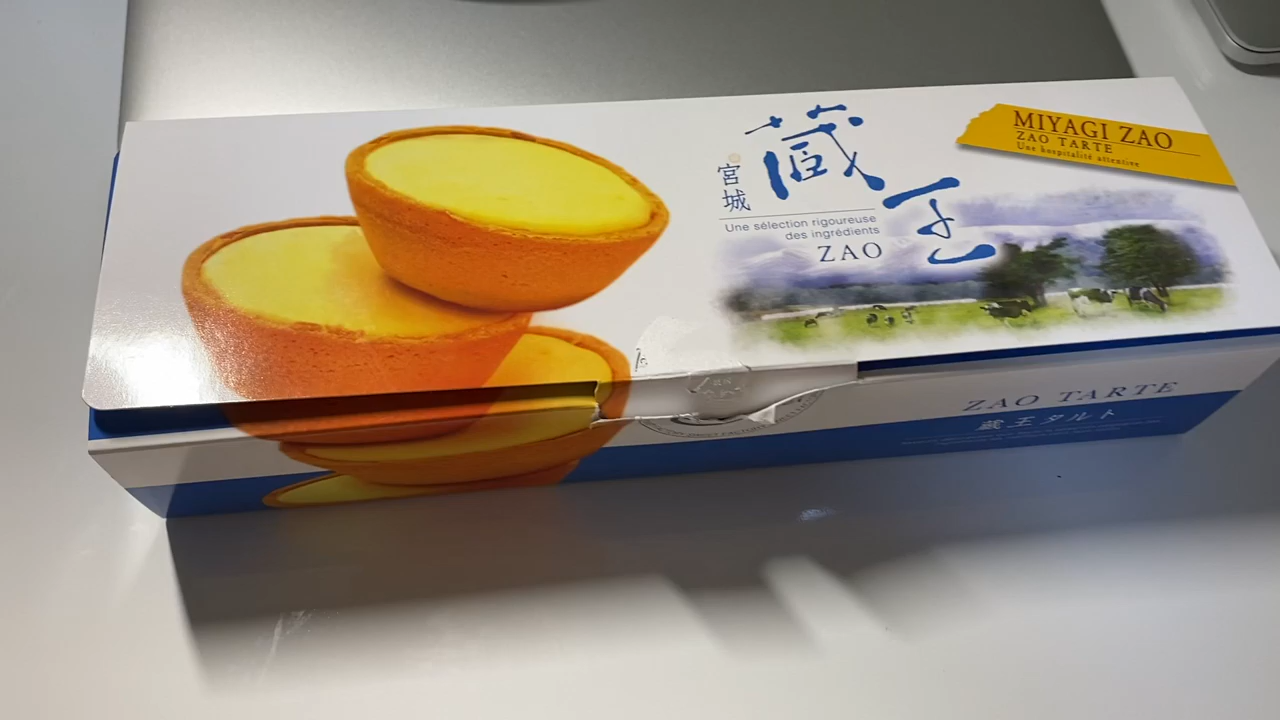 宮城
蔵王
Une sélection rigoureuse
des ingrédients
ZAO
MIYAGI ZAO
ZAO TARTE
Une hospitalité attentive
ZAO TARTE
蔵王タルト